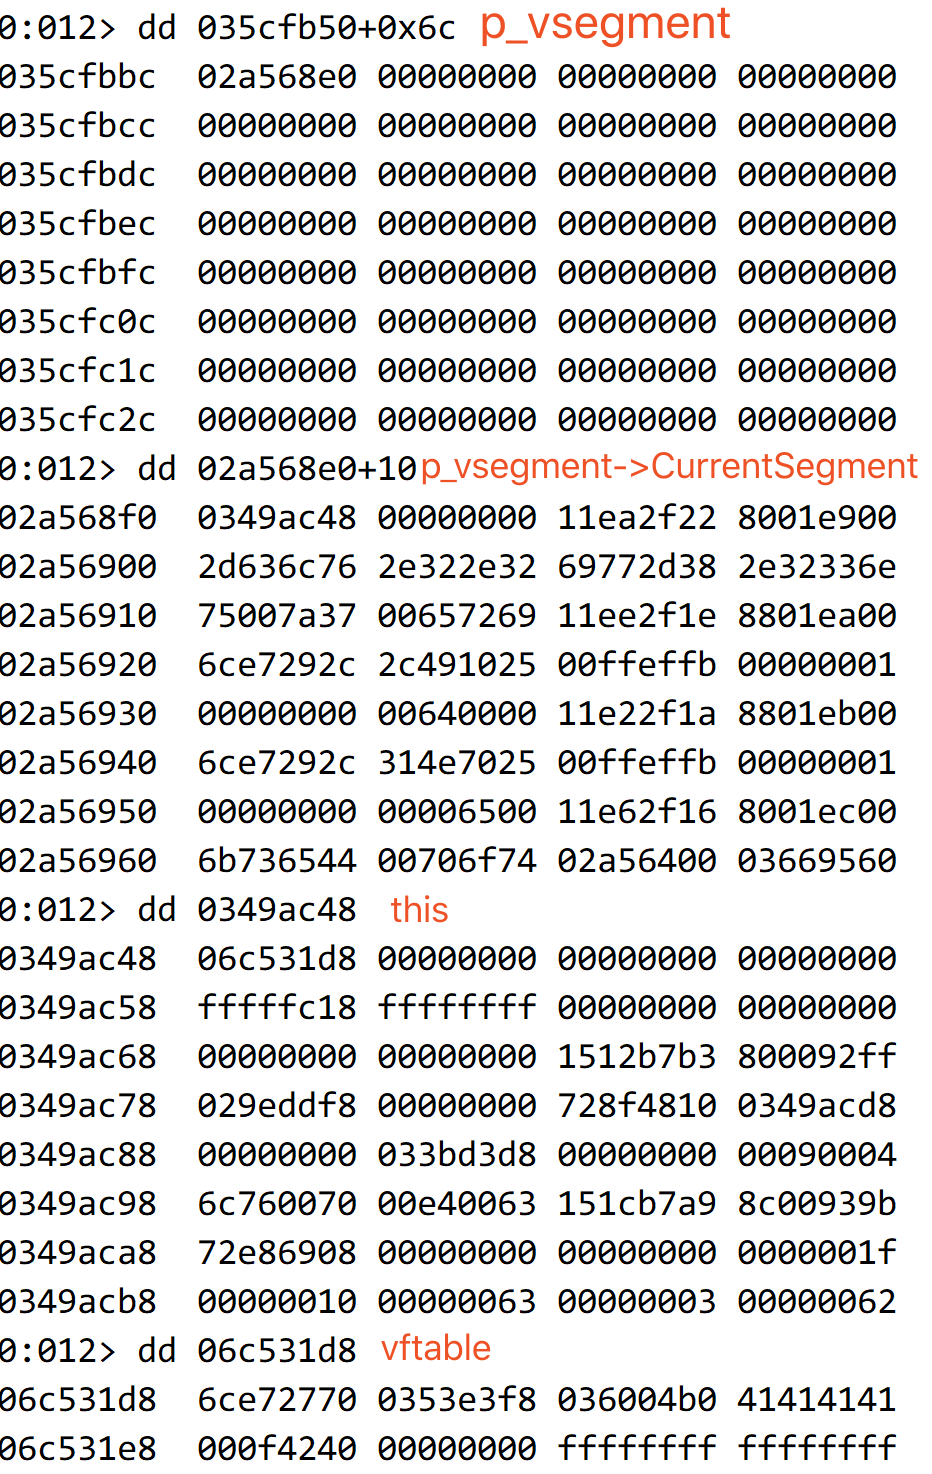 0:012> dd 035cfb50+0x6c p_vsegment
035cfbbc 02a568e0 00000000 00000000 00000000
035cfbcc 00000000 00000000 00000000 00000000
035cfbdc 00000000 00000000 00000000 00000000
035cfbec 00000000 00000000 00000000 00000000
035cfbfc 00000000 00000000 00000000 00000000
035cfc0c 00000000 00000000 00000000 00000000
035cfc1c 00000000 00000000 00000000 00000000
035cfc2c 00000000 00000000 00000000 00000000
0:012> dd 02a568e0+10 p_vsegment->CurrentSegment
02a568f0 0349ac48 00000000 11ea2f22 8001e900
02a56900 2d636c76 2e322e32 69772d38 2e32336e
02a56910 75007a37 00657269 11ee2f1e 8801ea00
02a56920 6ce7292c 2c491025 00ffeffb 00000001
02a56930 00000000 00640000 11e22f1a 8801eb00
02a56940 6ce7292c 314e7025 00ffeffb 00000001
02a56950 00000000 00006500 11e62f16 8001ec00
02a56960 6b736544 00706f74 02a56400 03669560
0:012> dd 0349ac48 this
0349ac48 06c531d8 00000000 00000000 00000000
0349ac58 fffffc18 ffffffff 00000000 00000000
0349ac68 00000000 00000000 1512b7b3 800092ff
0349ac78 029eddf8 00000000 728f4810 0349acd8
0349ac88 00000000 033bd3d8 00000000 00090004
0349ac98 6c760070 00e40063 151cb7a9 8c00939b
0349aca8 72e86908 00000000 00000000 0000001f
0349acb8 00000010 00000063 00000003 00000062
0:012> dd 06c531d8 vftable
06c531d8 6ce72770 0353e3f8 036004b0 41414141
06c531e8 000f4240 00000000 ffffffff ffffffff